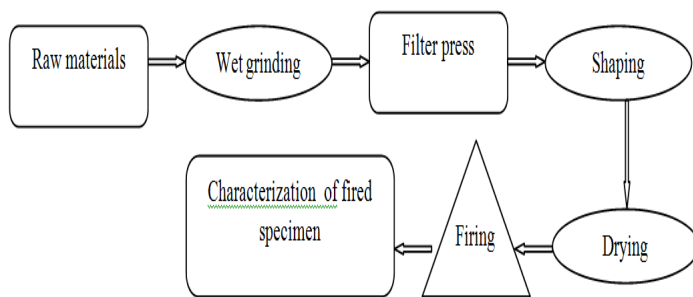 Raw materials
Wet grinding
Filter press
Shaping
Drying
Firing
Characterization of fired
specimen